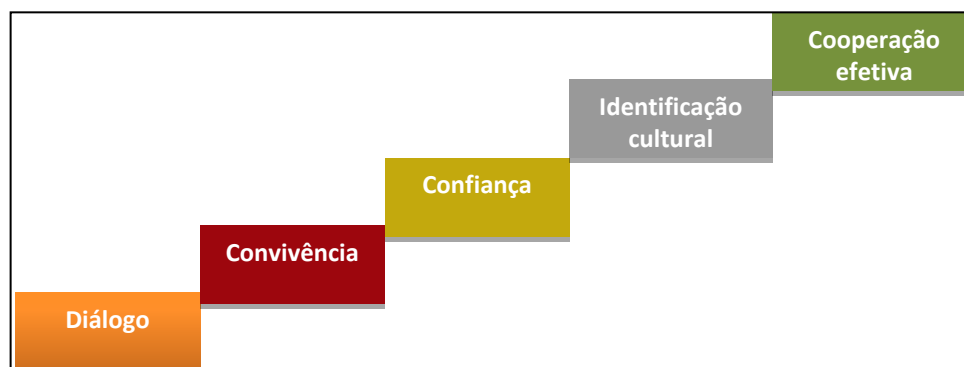 Cooperação
efetiva
Identificação
cultural
Confiança
Convivência
Diálogo